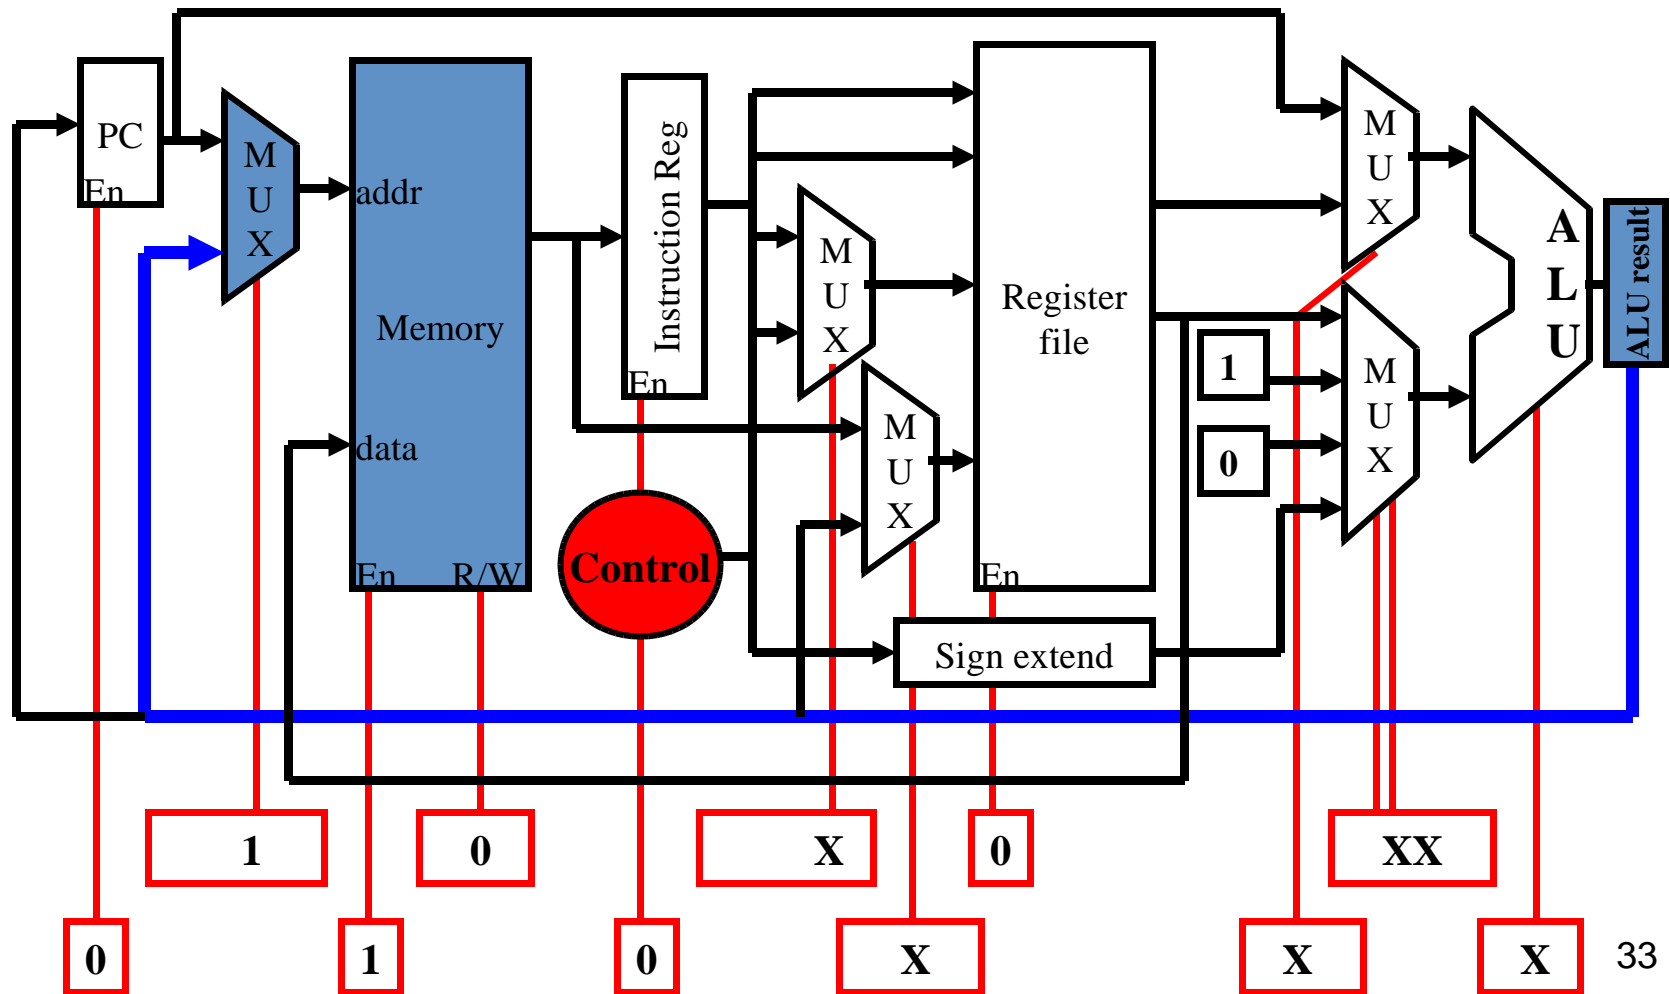 PC
En
M
U
X
addr
Memory
data
En R/W
Instruction Reg
En
Control
M
U
X
M
U
X
Register
file
En
Sign extend
M
U
X
1
0
M
U
X
A
L
U
ALU result
1
0
X
0
XX
0
1
0
X
X
X
33